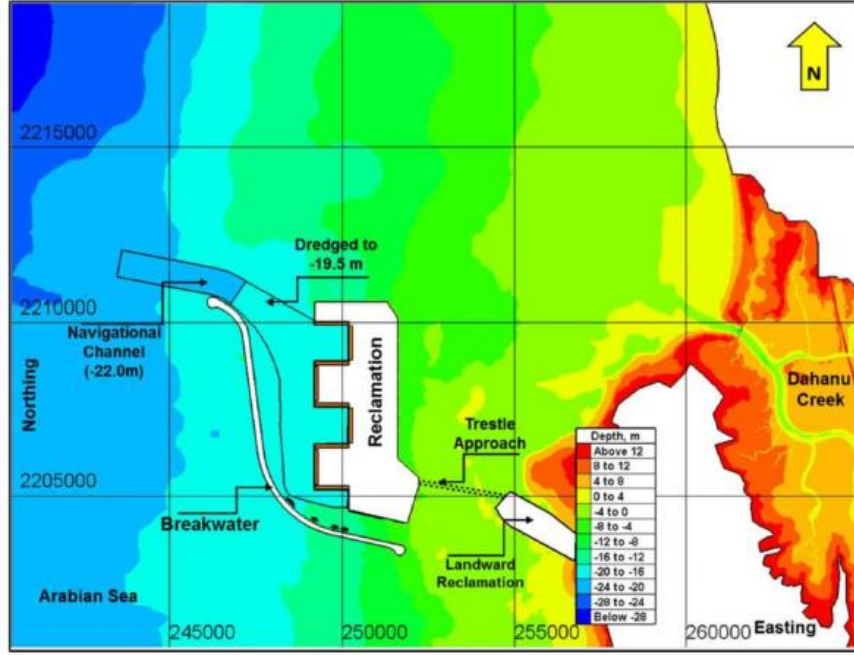 N
2215000
Dredged to
-19.5 m
2210000
Navigational
Channel
(-22.0m)
Northing
Reclamation
Dahanu
Creek
Trestle
Approach
2205000
Breakwater
Landward
Reclamation
Depth, m
Above 12
8 to 12
4 to 8
0 to 4
-4 to 0
-8 to -4
-12 to -8
-16 to -12
-20 to -16
-24 to -20
-28 to -24
Below -28
Arabian Sea
245000
250000
255000
260000
Easting